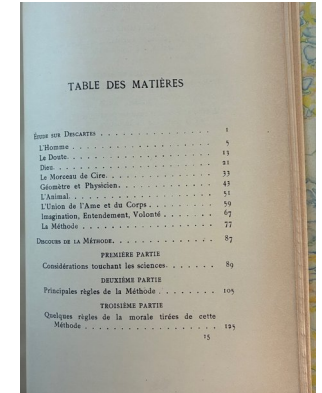 TABLE DES MATIÈRES
ÉTUDE SUR DESCARTES . . . . . . . . . . . . . 1
L'Homme . . . . . . . . . . . . . . . . 5
Le Doute. . . . . . . . . . . . . . . . 13
Dieu. . . . . . . . . . . . . . . . . 21
Le Morceau de Cire. . . . . . . . . . . . 33
Géomètre et Physicien. . . . . . . . . . . 43
L'Animal. . . . . . . . . . . . . . . . 51
L'Union de l'Ame et du Corps . . . . . . . . 59
Imagination, Entendement, Volonté . . . . . . 67
La Méthode . . . . . . . . . . . . . . . 77
DISCOURS DE LA MÉTHODE. . . . . . . . . . . . 87
PREMIÈRE PARTIE
Considérations touchant les sciences. . . . . . . 89
DEUXIÈME PARTIE
Principales règles de la Méthode . . . . . . . . 105
TROISIÈME PARTIE
Quelques règles de la morale tirées de cette
Méthode . . . . . . . . . . . . . . . . 125
15